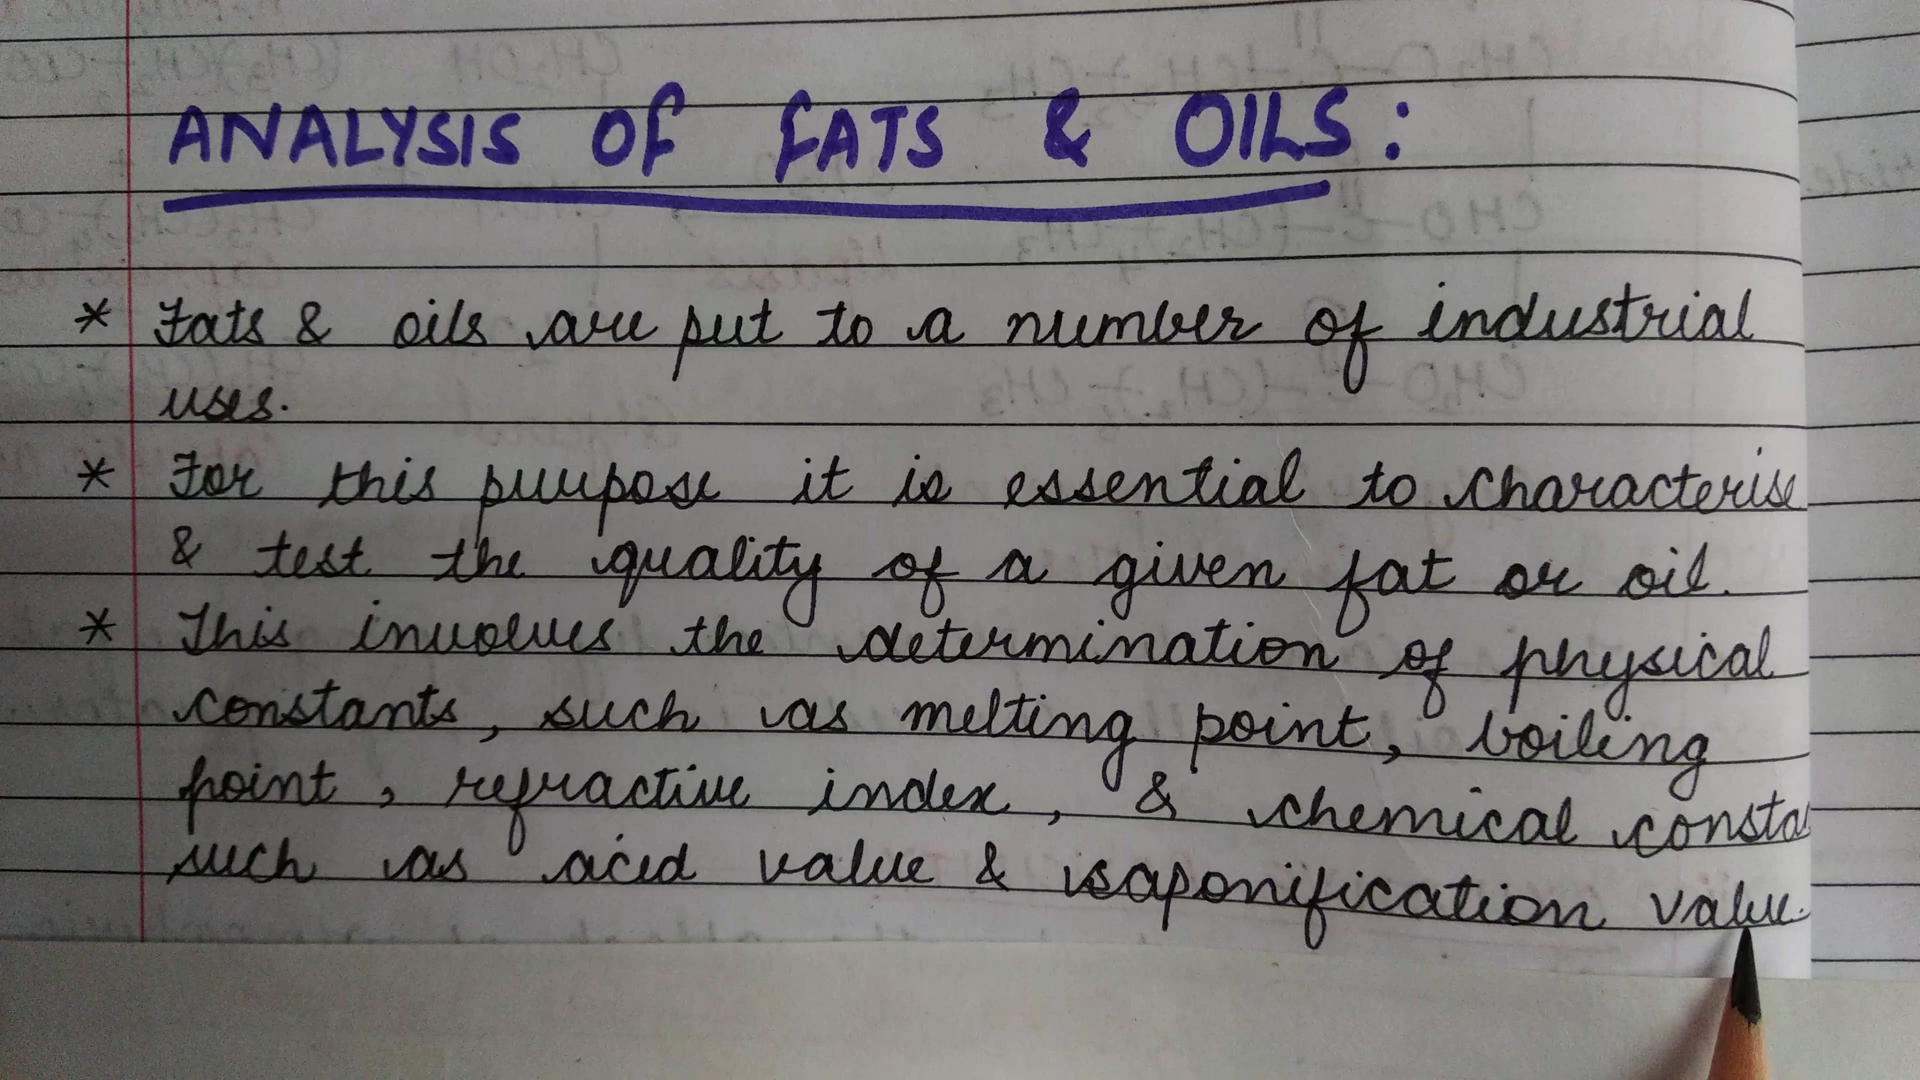 ANALYSIS OF FATS & OILS:
* Fats & oils are put to a number of industrial
uses.
* For this purpose it is essential to characterise
& test the quality of a given fat or oil.
* This involves the determination of physical
constants, such as melting point, boiling
point, refractive index, & chemical consta
such as acid value & saponification value.